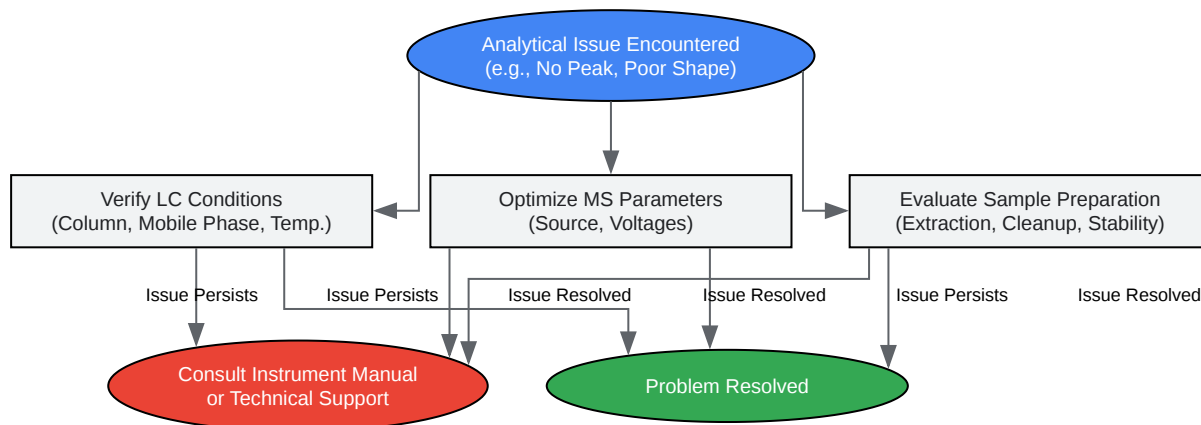 Analytical Issue Encountered
(e.g., No Peak, Poor Shape)
Verify LC Conditions
(Column, Mobile Phase, Temp.)
Optimize MS Parameters
(Source, Voltages)
Evaluate Sample Preparation
(Extraction, Cleanup, Stability)
Issue Persists
Issue Persists
Issue Resolved
Issue Resolved
Issue Persists
Issue Resolved
Consult Instrument Manual
or Technical Support
Problem Resolved